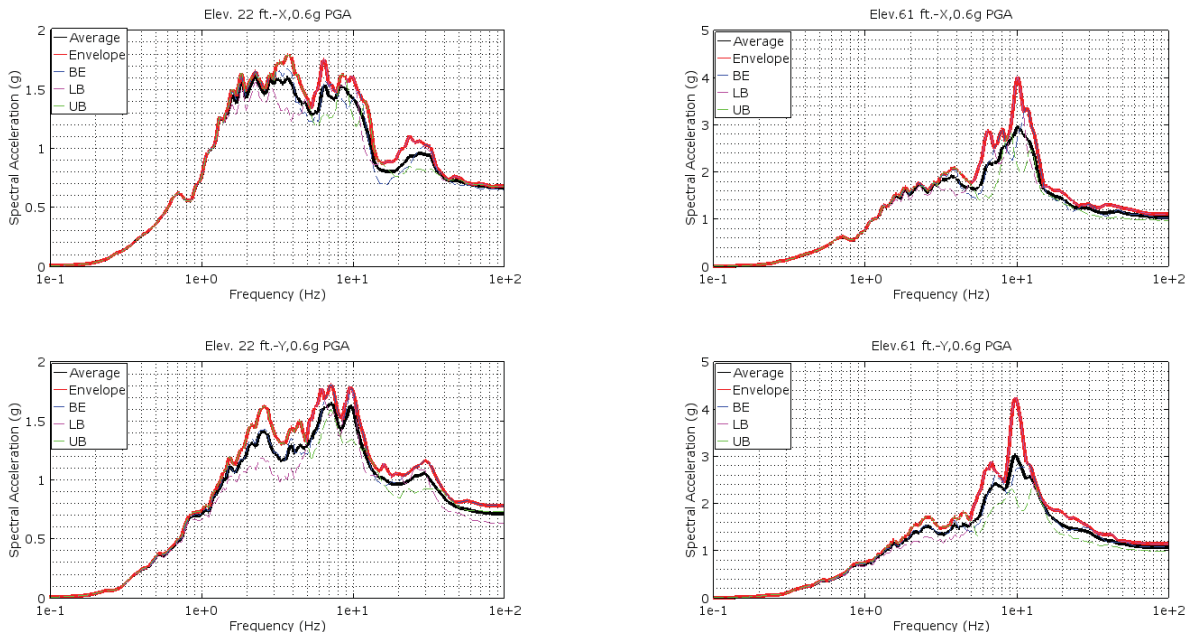 Elev. 22 ft.-X,0.6g PGA
Spectral Acceleration (g)
2
1.5
1
0.5
0
Average
Envelope
BE
LB
UB
1e-1 1e+0 1e+1 1e+2
Frequency (Hz)
Elev.61 ft.-X,0.6g PGA
Spectral Acceleration (g)
5
4
3
2
1
0
Average
Envelope
BE
LB
UB
1e-1 1e+0 1e+1 1e+2
Frequency (Hz)
Elev. 22 ft.-Y,0.6g PGA
Spectral Acceleration (g)
2
1.5
1
0.5
0
Average
Envelope
BE
LB
UB
1e-1 1e+0 1e+1 1e+2
Frequency (Hz)
Elev.61 ft.-Y,0.6g PGA
Spectral Acceleration (g)
5
4
3
2
1
0
Average
Envelope
BE
LB
UB
1e-1 1e+0 1e+1 1e+2
Frequency (Hz)